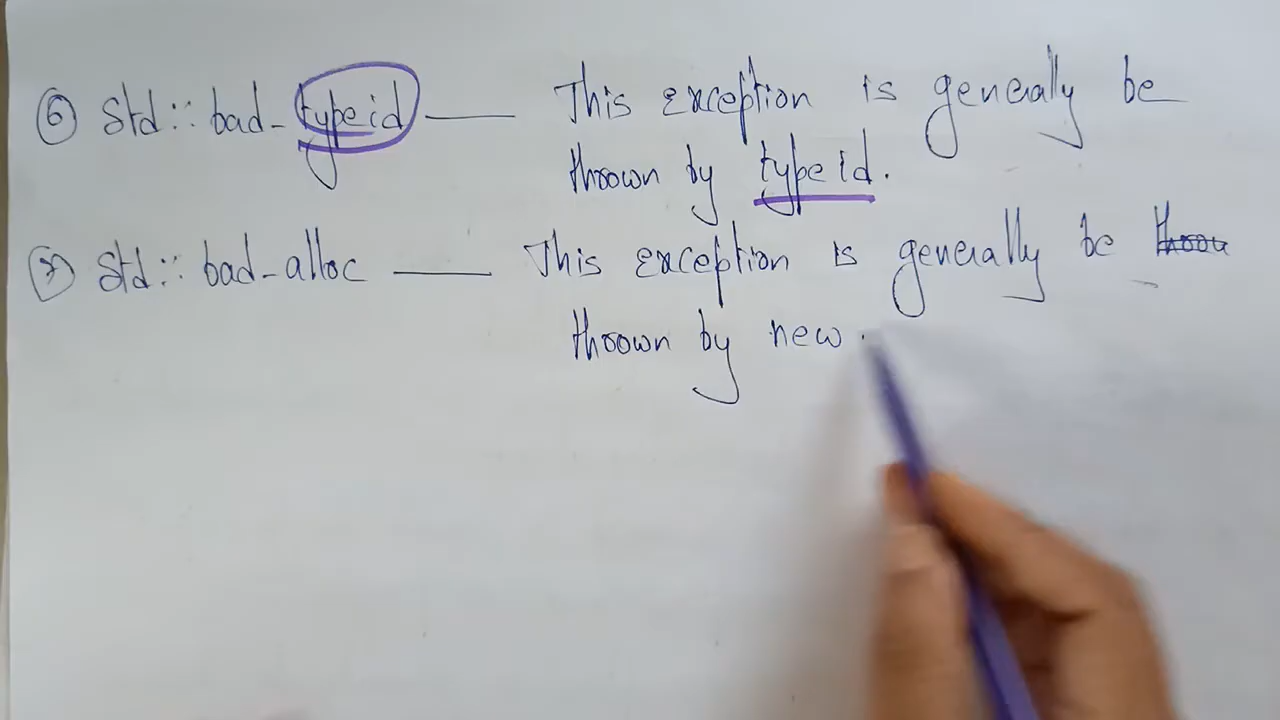 ⑥ Std:: bad_typeid —— This exception is generally be
thrown by typeid.
⑦ Std:: bad_alloc —— This exception is generally be
thrown by new.